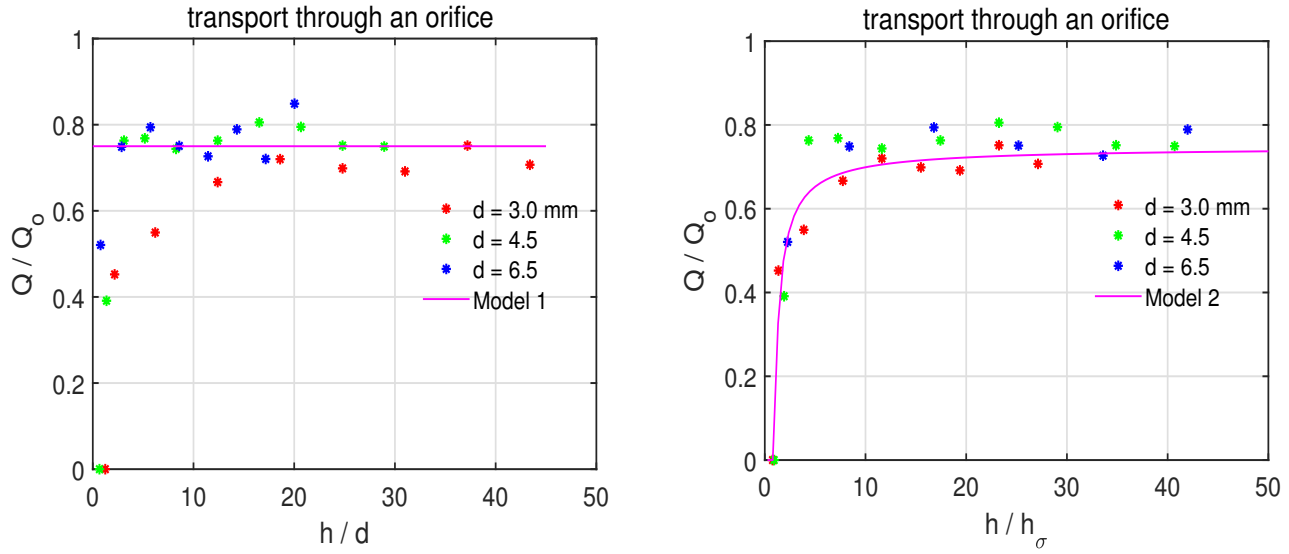 transport through an orifice
1
0.8
0.6
0.4
0.2
0
Q / Qₒ
0 10 20 30 40 50
h / d
d = 3.0 mm
d = 4.5
d = 6.5
Model 1
transport through an orifice
1
0.8
0.6
0.4
0.2
0
Q / Qₒ
0 10 20 30 40 50
h / h_σ
d = 3.0 mm
d = 4.5
d = 6.5
Model 2